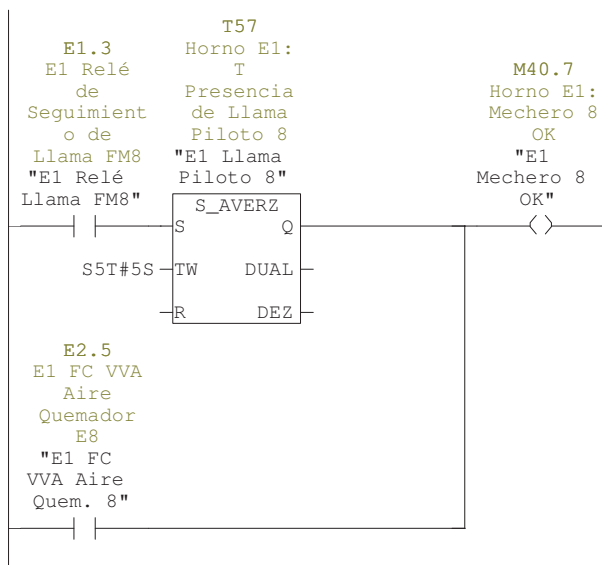 T57
Horno E1:
T
Presencia
de Llama
Piloto 8
"E1 Llama
Piloto 8"
E1.3
E1 Relé
de
Seguimient
o de
Llama FM8
"E1 Relé
Llama FM8"
M40.7
Horno E1:
Mechero 8
OK
"E1
Mechero 8
OK"
S_AVERZ
S Q
S5T#5S TW DUAL
R DEZ
E2.5
E1 FC VVA
Aire
Quemador
E8
"E1 FC
VVA Aire
Quem. 8"